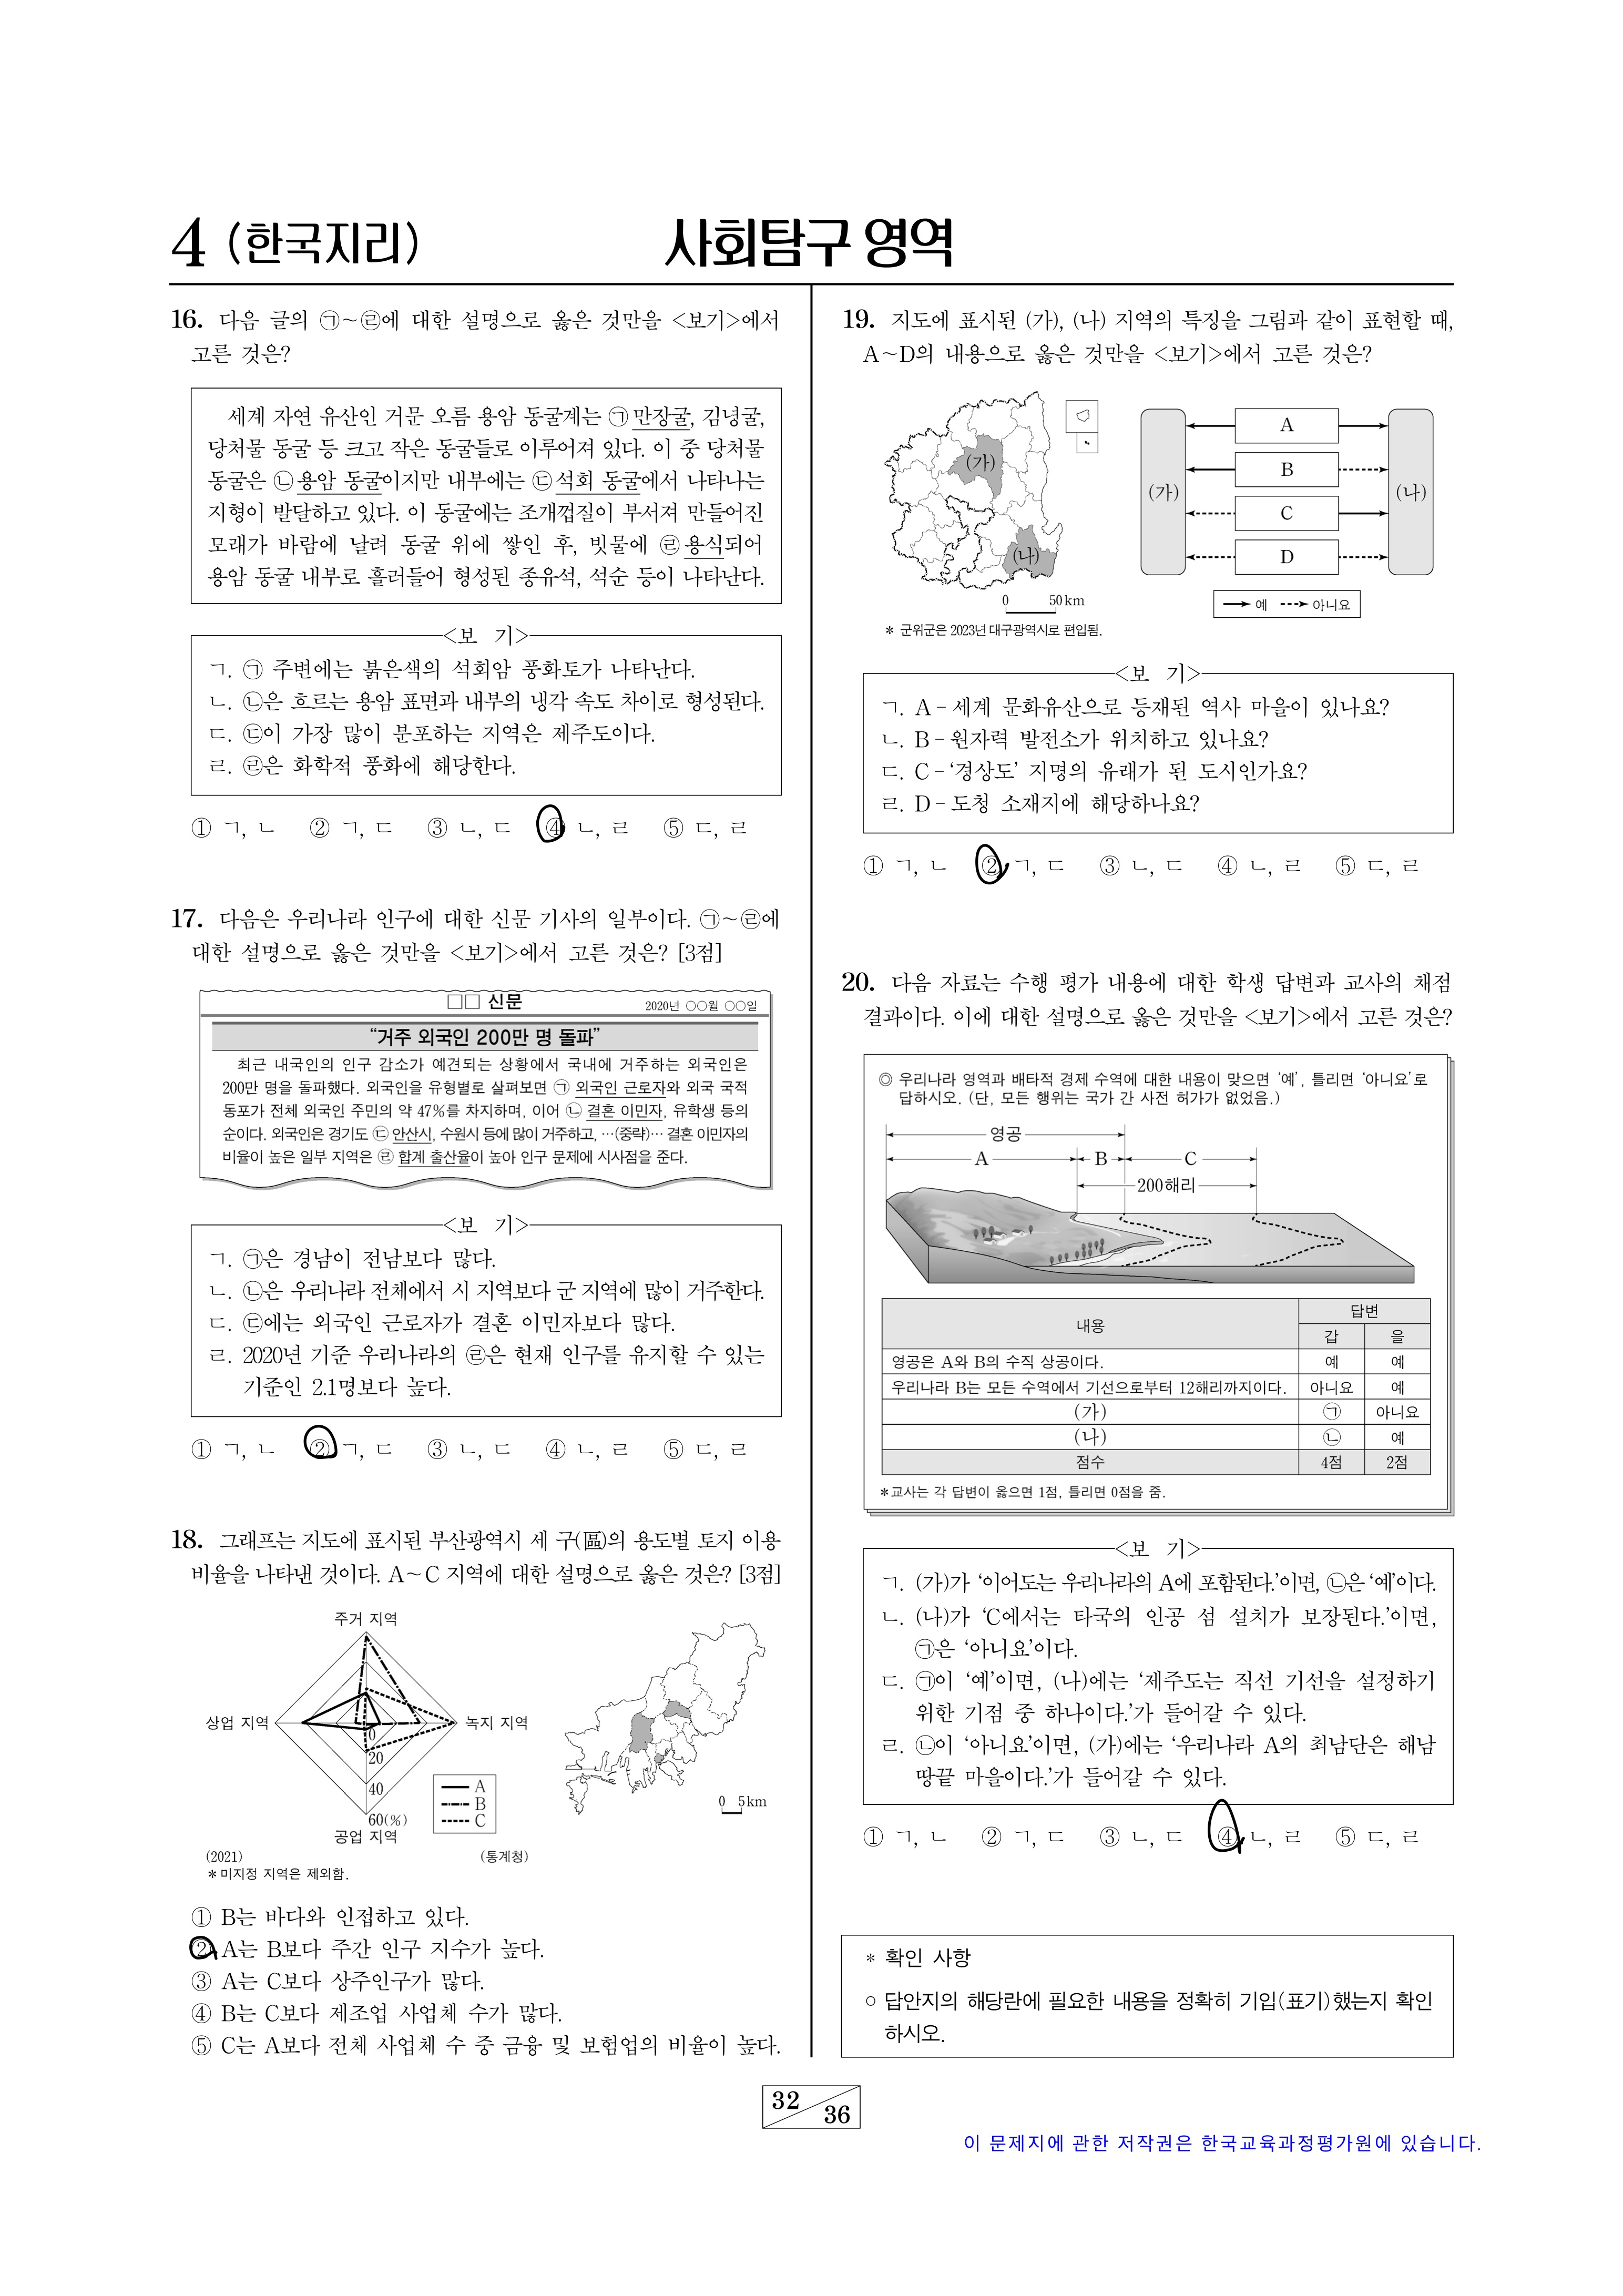 4 (한국지리)
사회탐구 영역
16. 다음 글의 ㉠~㉣에 대한 설명으로 옳은 것만을 <보기>에서
고른 것은?
세계 자연 유산인 거문 오름 용암 동굴계는 ㉠ 만장굴, 김녕굴,
당처물 동굴 등 크고 작은 동굴들로 이루어져 있다. 이 중 당처물
동굴은 ㉡ 용암 동굴이지만 내부에는 ㉢ 석회 동굴에서 나타나는
지형이 발달하고 있다. 이 동굴에는 조개껍질이 부서져 만들어진
모래가 바람에 날려 동굴 위에 쌓인 후, 빗물에 ㉣ 용식되어
용암 동굴 내부로 흘러들어 형성된 종유석, 석순 등이 나타난다.
<보 기>
ㄱ. ㉠ 주변에는 붉은색의 석회암 풍화토가 나타난다.
ㄴ. ㉡은 흐르는 용암 표면과 내부의 냉각 속도 차이로 형성된다.
ㄷ. ㉢이 가장 많이 분포하는 지역은 제주도이다.
ㄹ. ㉣은 화학적 풍화에 해당한다.
① ㄱ, ㄴ ② ㄱ, ㄷ ③ ㄴ, ㄷ ④ ㄴ, ㄹ ⑤ ㄷ, ㄹ
17. 다음은 우리나라 인구에 대한 신문 기사의 일부이다. ㉠~㉣에
대한 설명으로 옳은 것만을 <보기>에서 고른 것은? [3점]
□□ 신문 2020년 ○○월 ○○일
“거주 외국인 200만 명 돌파”
최근 내국인의 인구 감소가 예견되는 상황에서 국내에 거주하는 외국인은
200만 명을 돌파했다. 외국인을 유형별로 살펴보면 ㉠ 외국인 근로자와 외국 국적
동포가 전체 외국인 주민의 약 47%를 차지하며, 이어 ㉡ 결혼 이민자, 유학생 등의
순이다. 외국인은 경기도 ㉢ 안산시, 수원시 등에 많이 거주하고, …(중략)… 결혼 이민자의
비율이 높은 일부 지역은 ㉣ 합계 출산율이 높아 인구 문제에 시사점을 준다.
<보 기>
ㄱ. ㉠은 경남이 전남보다 많다.
ㄴ. ㉡은 우리나라 전체에서 시 지역보다 군 지역에 많이 거주한다.
ㄷ. ㉢에는 외국인 근로자가 결혼 이민자보다 많다.
ㄹ. 2020년 기준 우리나라의 ㉣은 현재 인구를 유지할 수 있는
기준인 2.1명보다 높다.
① ㄱ, ㄴ ② ㄱ, ㄷ ③ ㄴ, ㄷ ④ ㄴ, ㄹ ⑤ ㄷ, ㄹ
18. 그래프는 지도에 표시된 부산광역시 세 구(區)의 용도별 토지 이용
비율을 나타낸 것이다. A~C 지역에 대한 설명으로 옳은 것은? [3점]
주거 지역
상업 지역
녹지 지역
0
20
40
60(%)
공업 지역
A
B
C
(2021)
(통계청)
* 미지정 지역은 제외함.
0 5km
① B는 바다와 인접하고 있다.
② A는 B보다 주간 인구 지수가 높다.
③ A는 C보다 상주인구가 많다.
④ B는 C보다 제조업 사업체 수가 많다.
⑤ C는 A보다 전체 사업체 수 중 금융 및 보험업의 비율이 높다.
19. 지도에 표시된 (가), (나) 지역의 특징을 그림과 같이 표현할 때,
A~D의 내용으로 옳은 것만을 <보기>에서 고른 것은?
(가)
(나)
0 50km
* 군위군은 2023년 대구광역시로 편입됨.
(가)
A
B
C
D
(나)
예 아니요
<보 기>
ㄱ. A - 세계 문화유산으로 등재된 역사 마을이 있나요?
ㄴ. B - 원자력 발전소가 위치하고 있나요?
ㄷ. C - ‘경상도’ 지명의 유래가 된 도시인가요?
ㄹ. D - 도청 소재지에 해당하나요?
① ㄱ, ㄴ ② ㄱ, ㄷ ③ ㄴ, ㄷ ④ ㄴ, ㄹ ⑤ ㄷ, ㄹ
20. 다음 자료는 수행 평가 내용에 대한 학생 답변과 교사의 채점
결과이다. 이에 대한 설명으로 옳은 것만을 <보기>에서 고른 것은?
◎ 우리나라 영역과 배타적 경제 수역에 대한 내용이 맞으면 ‘예’, 틀리면 ‘아니요’로
답하시오. (단, 모든 행위는 국가 간 사전 허가가 없었음.)
영공
A B C
200해리
내용 답변
갑 을
영공은 A와 B의 수직 상공이다. 예 예
우리나라 B는 모든 수역에서 기선으로부터 12해리까지이다. 아니요 예
(가) ㉠ 아니요
(나) ㉡ 예
점수 4점 2점
*교사는 각 답변이 옳으면 1점, 틀리면 0점을 줌.
<보 기>
ㄱ. (가)가 ‘이어도는 우리나라의 A에 포함된다.’이면, ㉡은 ‘예’이다.
ㄴ. (나)가 ‘C에서는 타국의 인공 섬 설치가 보장된다.’이면,
㉠은 ‘아니요’이다.
ㄷ. ㉠이 ‘예’이면, (나)에는 ‘제주도는 직선 기선을 설정하기
위한 기점 중 하나이다.’가 들어갈 수 있다.
ㄹ. ㉡이 ‘아니요’이면, (가)에는 ‘우리나라 A의 최남단은 해남
땅끝 마을이다.’가 들어갈 수 있다.
① ㄱ, ㄴ ② ㄱ, ㄷ ③ ㄴ, ㄷ ④ ㄴ, ㄹ ⑤ ㄷ, ㄹ
* 확인 사항
○ 답안지의 해당란에 필요한 내용을 정확히 기입(표기)했는지 확인
하시오.
32
36
이 문제지에 관한 저작권은 한국교육과정평가원에 있습니다.